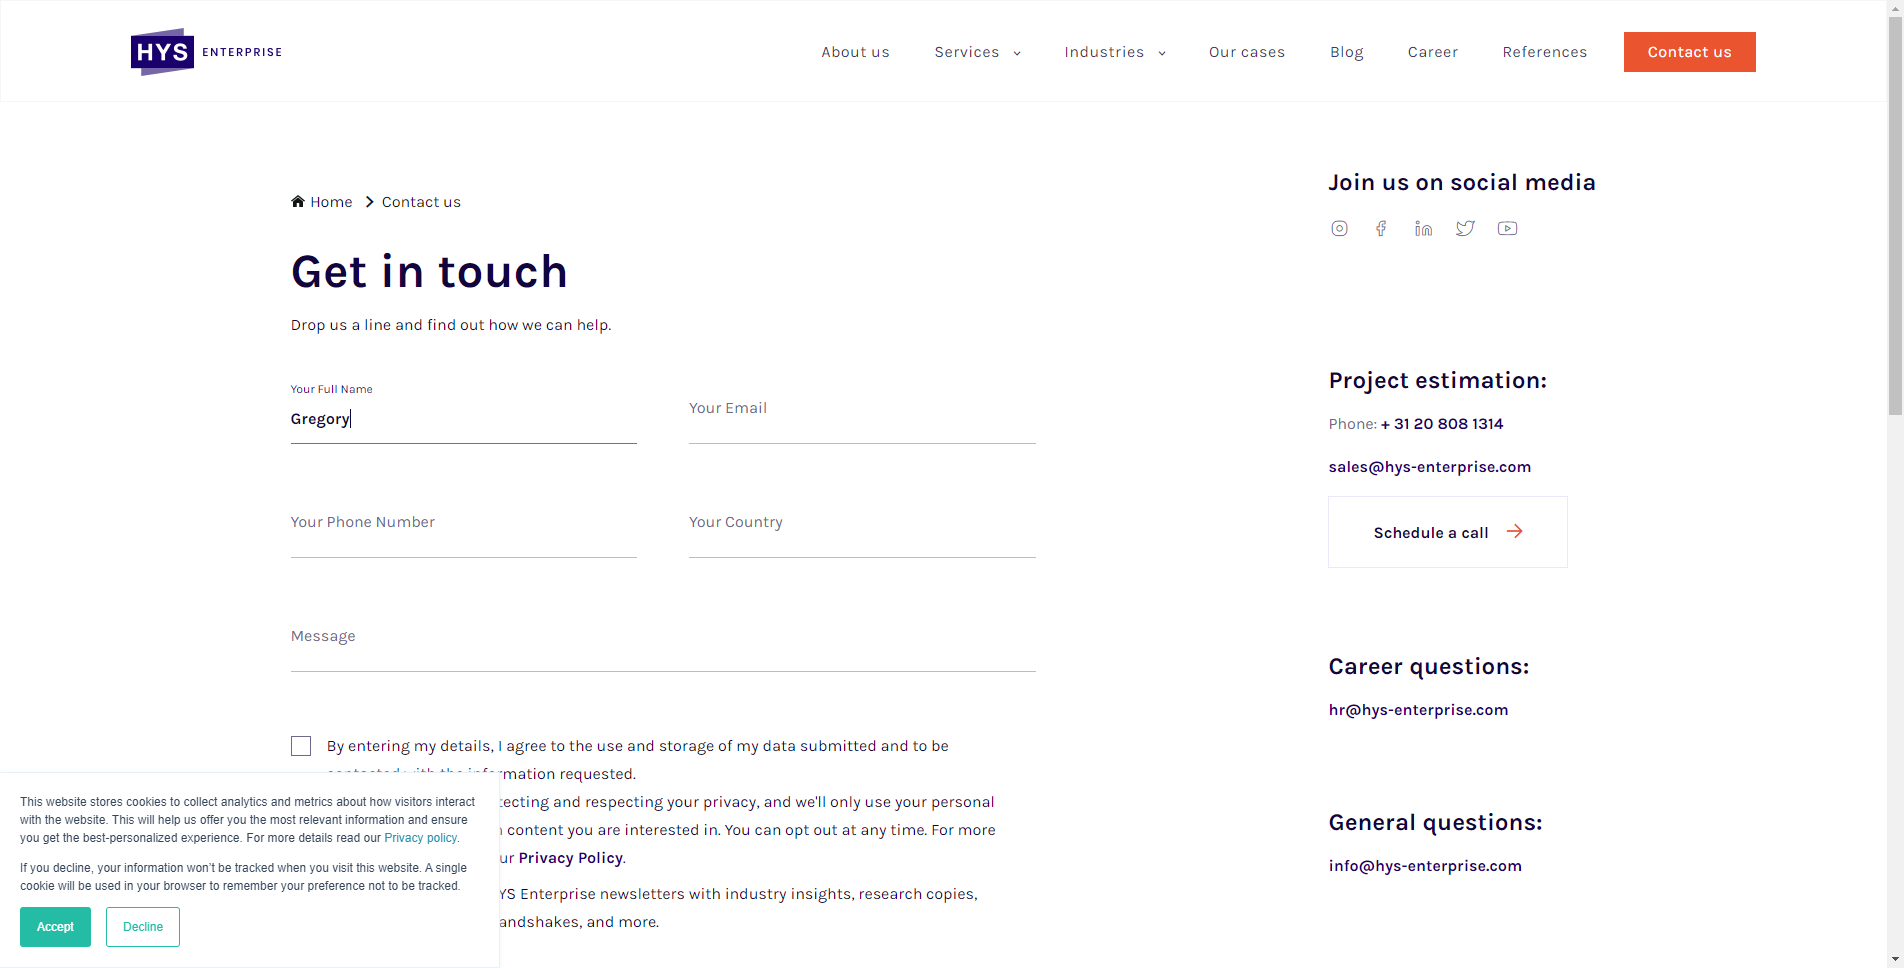 HYS ENTERPRISE
About us Services Industries Our cases Blog Career References Contact us
Home Contact us
Get in touch
Drop us a line and find out how we can help.
Your Full Name
Gregory
Your Email
Your Phone Number
Your Country
Message
By entering my details, I agree to the use and storage of my data submitted and to be
contacted with the information requested.
tecting and respecting your privacy, and we'll only use your personal
content you are interested in. You can opt out at any time. For more
ur Privacy Policy.
YS Enterprise newsletters with industry insights, research copies,
andshakes, and more.
This website stores cookies to collect analytics and metrics about how visitors interact
with the website. This will help us offer you the most relevant information and ensure
you get the best-personalized experience. For more details read our Privacy policy.
If you decline, your information won't be tracked when you visit this website. A single
cookie will be used in your browser to remember your preference not to be tracked.
Accept Decline
Join us on social media
Project estimation:
Phone: + 31 20 808 1314
sales@hys-enterprise.com
Schedule a call
Career questions:
hr@hys-enterprise.com
General questions:
info@hys-enterprise.com